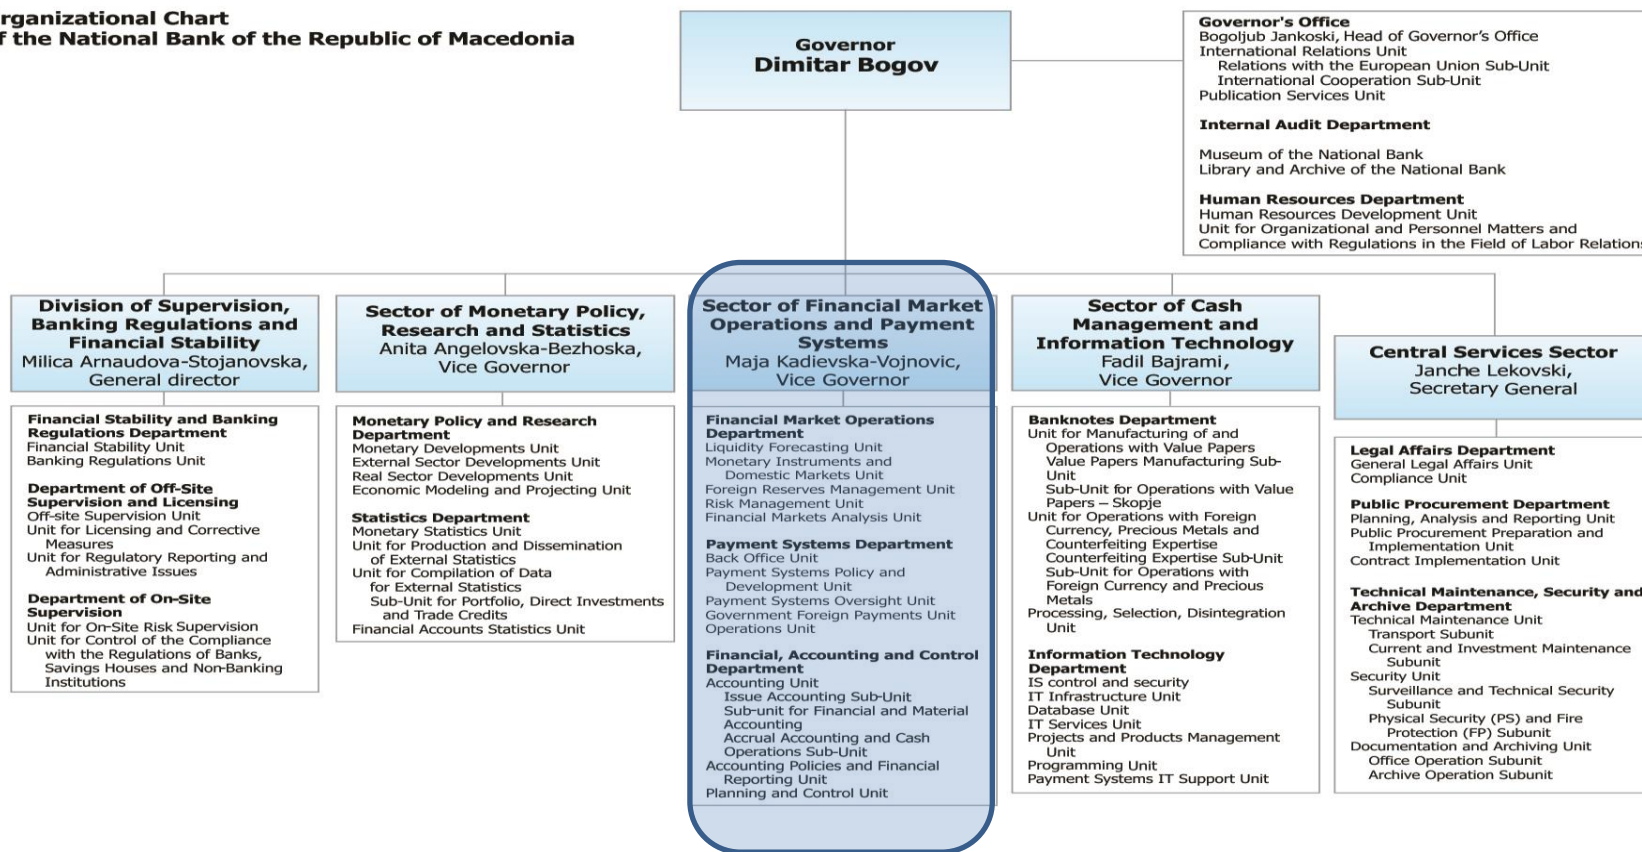 rganizational Chart
f the National Bank of the Republic of Macedonia
Governor
Dimitar Bogov
Governor's Office
Bogoljub Jankoski, Head of Governor's Office
International Relations Unit
Relations with the European Union Sub-Unit
International Cooperation Sub-Unit
Publication Services Unit
Internal Audit Department
Museum of the National Bank
Library and Archive of the National Bank
Human Resources Department
Human Resources Development Unit
Unit for Organizational and Personnel Matters and
Compliance with Regulations in the Field of Labor Relations
Division of Supervision,
Banking Regulations and
Financial Stability
Milica Arnaudova-Stojanovska,
General director
Financial Stability and Banking
Regulations Department
Financial Stability Unit
Banking Regulations Unit
Department of Off-Site
Supervision and Licensing
Off-site Supervision Unit
Unit for Licensing and Corrective
Measures
Unit for Regulatory Reporting and
Administrative Issues
Department of On-Site
Supervision
Unit for On-Site Risk Supervision
Unit for Control of the Compliance
with the Regulations of Banks,
Savings Houses and Non-Banking
Institutions
Sector of Monetary Policy,
Research and Statistics
Anita Angelovska-Bezhoska,
Vice Governor
Monetary Policy and Research
Department
Monetary Developments Unit
External Sector Developments Unit
Real Sector Developments Unit
Economic Modeling and Projecting Unit
Statistics Department
Monetary Statistics Unit
Unit for Production and Dissemination
of External Statistics
Unit for Compilation of Data
for External Statistics
Sub-Unit for Portfolio, Direct Investments
and Trade Credits
Financial Accounts Statistics Unit
Sector of Financial Market
Operations and Payment
Systems
Maja Kadievska-Vojnovic,
Vice Governor
Financial Market Operations
Department
Liquidity Forecasting Unit
Monetary Instruments and
Domestic Markets Unit
Foreign Reserves Management Unit
Risk Management Unit
Financial Markets Analysis Unit
Payment Systems Department
Back Office Unit
Payment Systems Policy and
Development Unit
Payment Systems Oversight Unit
Government Foreign Payments Unit
Operations Unit
Financial, Accounting and Control
Department
Accounting Unit
Issue Accounting Sub-Unit
Sub-unit for Financial and Material
Accounting
Accrual Accounting and Cash
Operations Sub-Unit
Accounting Policies and Financial
Reporting Unit
Planning and Control Unit
Sector of Cash
Management and
Information Technology
Fadil Bajrami,
Vice Governor
Banknotes Department
Unit for Manufacturing of and
Operations with Value Papers
Value Papers Manufacturing Sub-
Unit
Sub-Unit for Operations with Value
Papers – Skopje
Unit for Operations with Foreign
Currency, Precious Metals and
Counterfeiting Expertise
Counterfeiting Expertise Sub-Unit
Sub-Unit for Operations with
Foreign Currency and Precious
Metals
Processing, Selection, Disintegration
Unit
Information Technology
Department
IS control and security
IT Infrastructure Unit
Database Unit
IT Services Unit
Projects and Products Management
Unit
Programming Unit
Payment Systems IT Support Unit
Central Services Sector
Janche Lekovski,
Secretary General
Legal Affairs Department
General Legal Affairs Unit
Compliance Unit
Public Procurement Department
Planning, Analysis and Reporting Unit
Public Procurement Preparation and
Implementation Unit
Contract Implementation Unit
Technical Maintenance, Security and
Archive Department
Technical Maintenance Unit
Transport Subunit
Current and Investment Maintenance
Subunit
Security Unit
Surveillance and Technical Security
Subunit
Physical Security (PS) and Fire
Protection (FP) Subunit
Documentation and Archiving Unit
Office Operation Subunit
Archive Operation Subunit